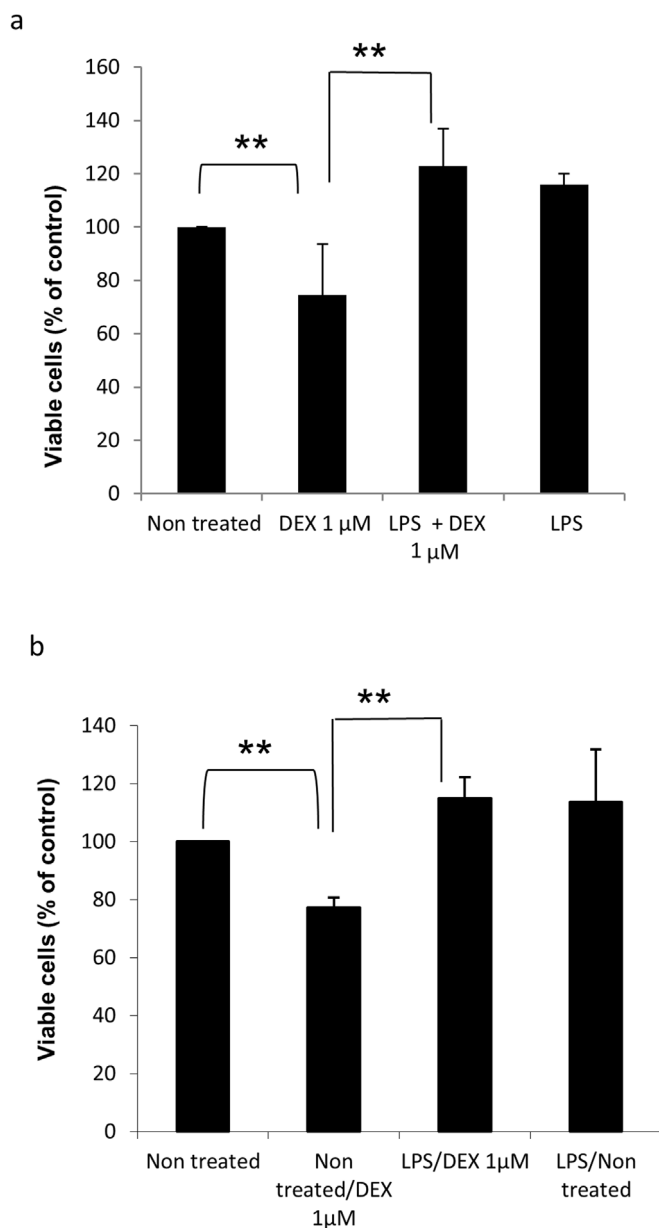 a
**
**
160
140
120
100
80
60
40
20
0
Viable cells (% of control)
Non treated
DEX 1 µM
LPS + DEX
1 µM
LPS
b
**
**
140
120
100
80
60
40
20
0
Viable cells (% of control)
Non treated
Non
treated/DEX
1µM
LPS/DEX 1µM
LPS/Non
treated